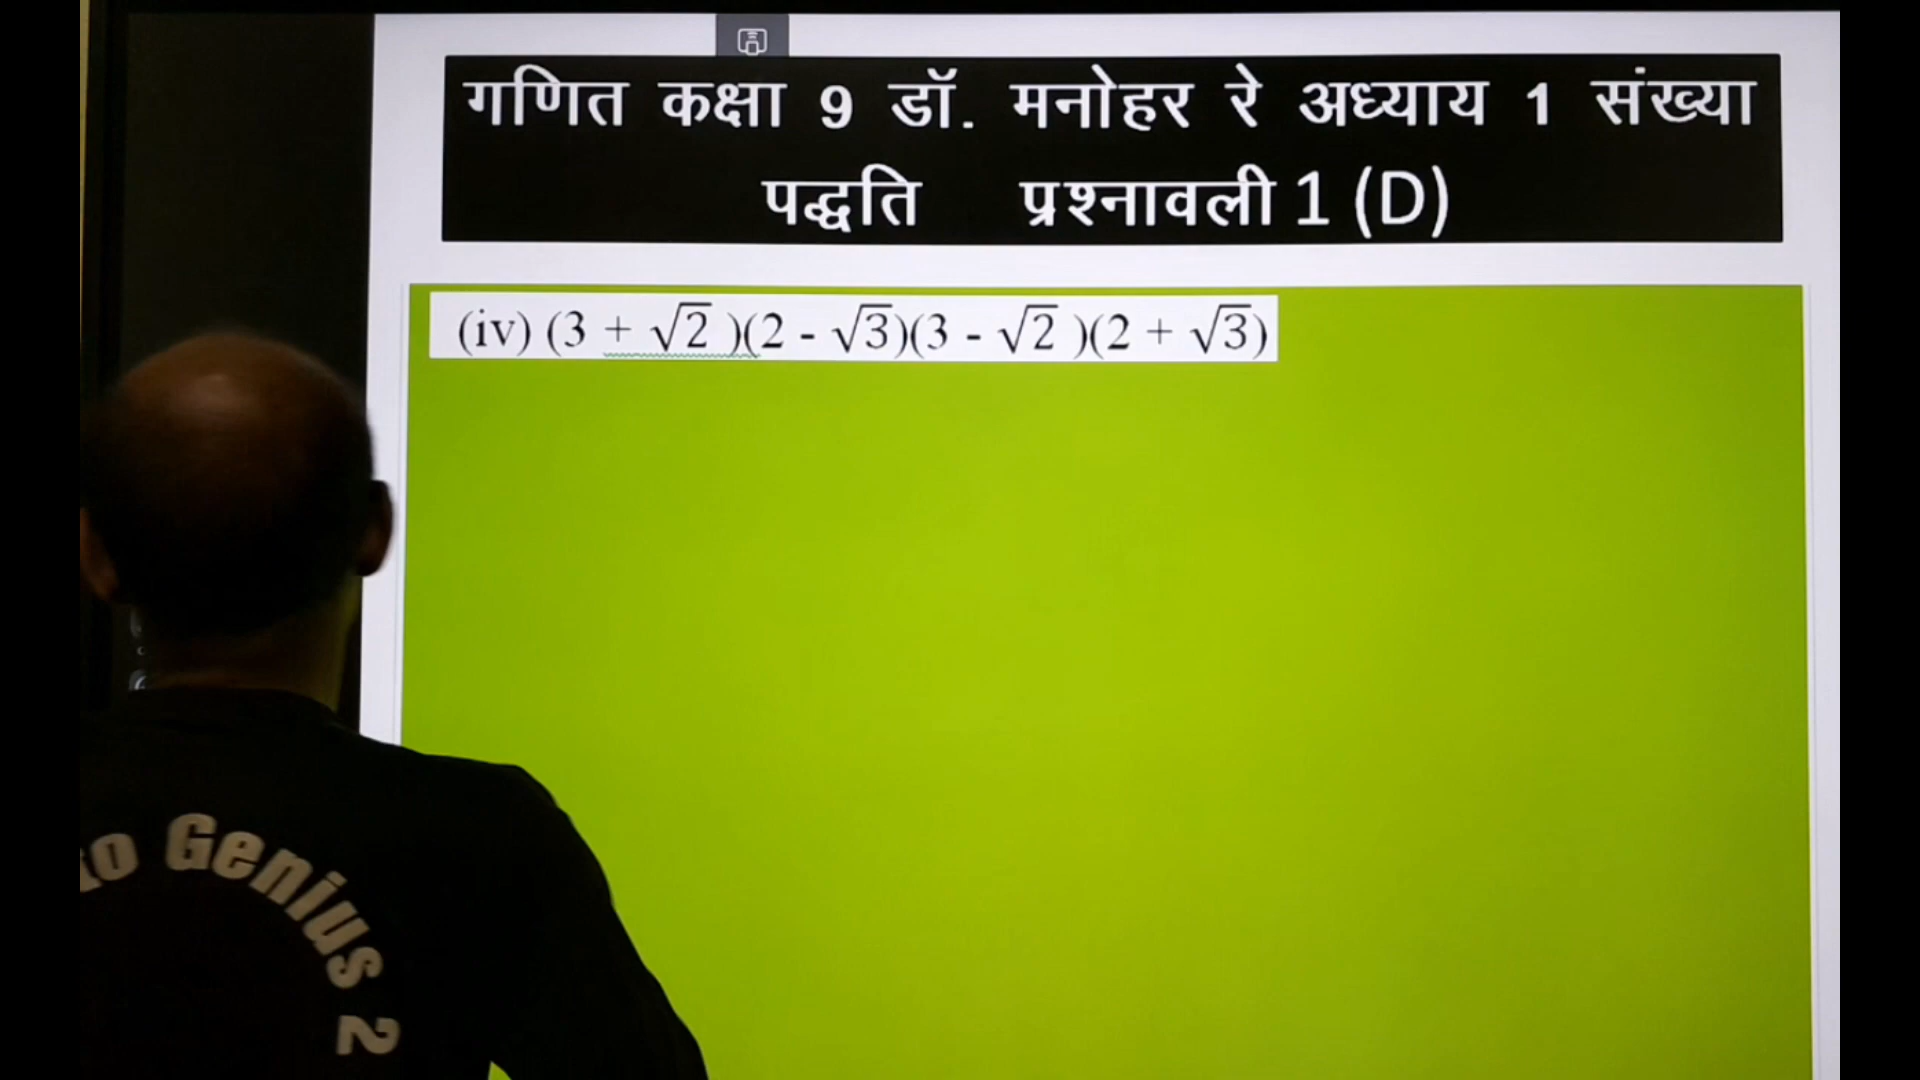 गणित कक्षा 9 डॉ. मनोहर रे अध्याय 1 संख्या
पद्धति प्रश्नावली 1 (D)
(iv) (3 + √2 )(2 - √3)(3 - √2 )(2 + √3)
to Genius 2